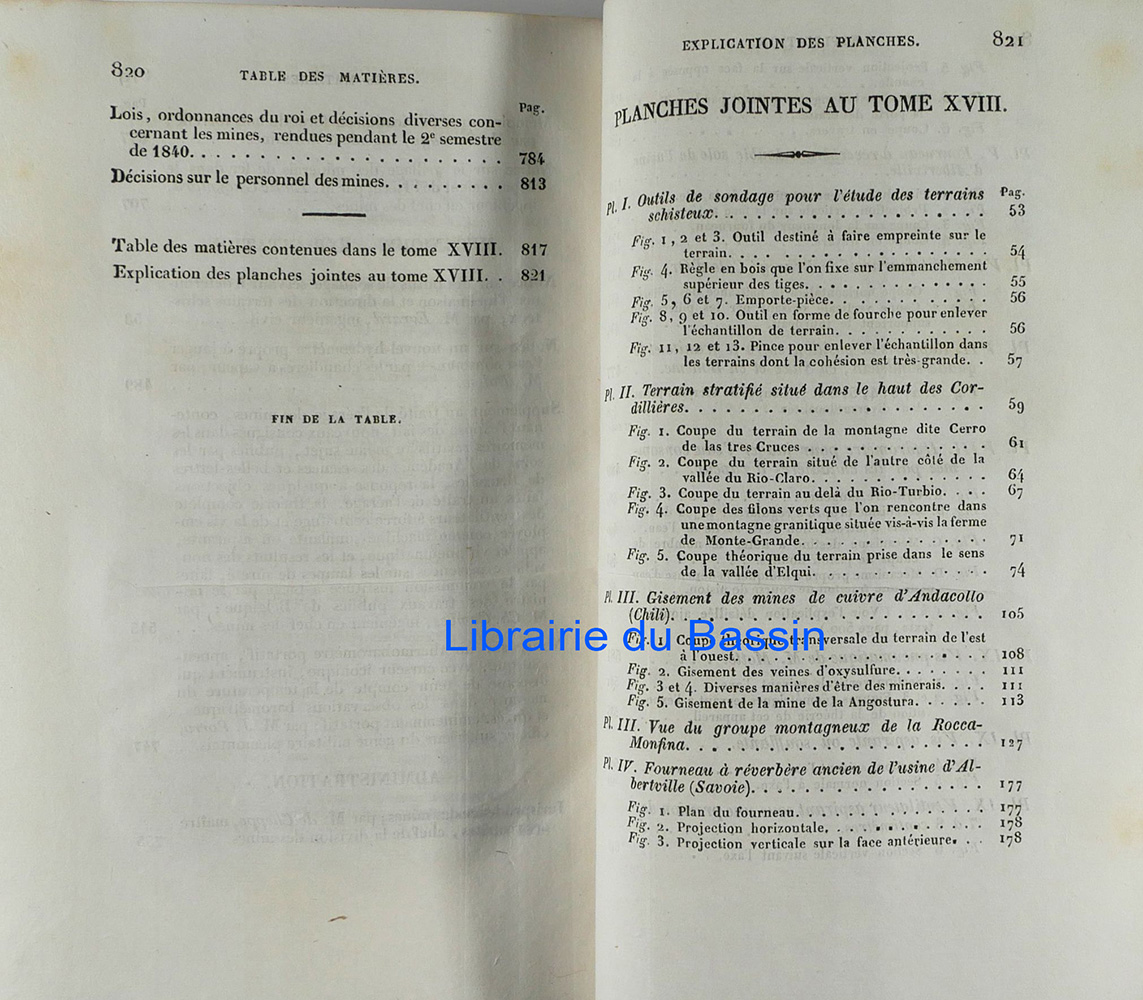 820 TABLE DES MATIÈRES.
Pag.
Lois, ordonnances du roi et décisions diverses con-
cernant les mines, rendues pendant le 2e semestre
de 1840. . . . . . . . . . . . . . . . . . . . . . 784
Décisions sur le personnel des mines. . . . . . . . . 813
Table des matières contenues dans le tome XVIII. 817
Explication des planches jointes au tome XVIII. . 821
FIN DE LA TABLE.
EXPLICATION DES PLANCHES. 821
PLANCHES JOINTES AU TOME XVIII.
Pag.
Pl. I. Outils de sondage pour l'étude des terrains
schisteux. . . . . . . . . . . . . . . . . . . 53
Fig. 1, 2 et 3. Outil destiné à faire empreinte sur le
terrain. . . . . . . . . . . . . . . . . . . 54
Fig. 4. Règle en bois que l'on fixe sur l'emmanchement
supérieur des tiges. . . . . . . . . . . . . . 55
Fig. 5, 6 et 7. Emporte-pièce. . . . . . . . . . . 56
Fig. 8, 9 et 10. Outil en forme de fourche pour enlever
l'échantillon de terrain. . . . . . . . . . . . 56
Fig. 11, 12 et 13. Pince pour enlever l'échantillon dans
les terrains dont la cohésion est très-grande. . 57
Pl. II. Terrain stratifié situé dans le haut des Cor-
dillières. . . . . . . . . . . . . . . . . . . . 59
Fig. 1. Coupe du terrain de la montagne dite Cerro
de las tres Cruces . . . . . . . . . . . . . 61
Fig. 2. Coupe du terrain situé de l'autre côté de la
vallée du Rio-Claro. . . . . . . . . . . . . . 64
Fig. 3. Coupe du terrain au delà du Rio-Turbio. . . . 67
Fig. 4. Coupe des filons verts que l'on rencontre dans
une montagne granitique située vis-à-vis la ferme
de Monte-Grande. . . . . . . . . . . . . . 71
Fig. 5. Coupe théorique du terrain prise dans le sens
de la vallée d'Elqui. . . . . . . . . . . . . 74
Pl. III. Gisement des mines de cuivre d'Andacollo
(Chili). . . . . . . . . . . . . . . . . . . . . 105
Fig. 1. Coupe théorique transversale du terrain de l'est
à l'ouest. . . . . . . . . . . . . . . . . . . 108
Fig. 2. Gisement des veines d'oxysulfure. . . . . . . 111
Fig. 3 et 4. Diverses manières d'être des minerais. . . . 111
Fig. 5. Gisement de la mine de la Angostura. . . . . . 113
Pl. III. Vue du groupe montagneux de la Rocca-
Monfina. . . . . . . . . . . . . . . . . . . . 127
Pl. IV. Fourneau à réverbère ancien de l'usine d'Al-
bertville (Savoie). . . . . . . . . . . . . . . . 177
Fig. 1. Plan du fourneau. . . . . . . . . . . . . . 177
Fig. 2. Projection horizontale. . . . . . . . . . . . 178
Fig. 3. Projection verticale sur la face antérieure. . . 178
Librairie du Bassin